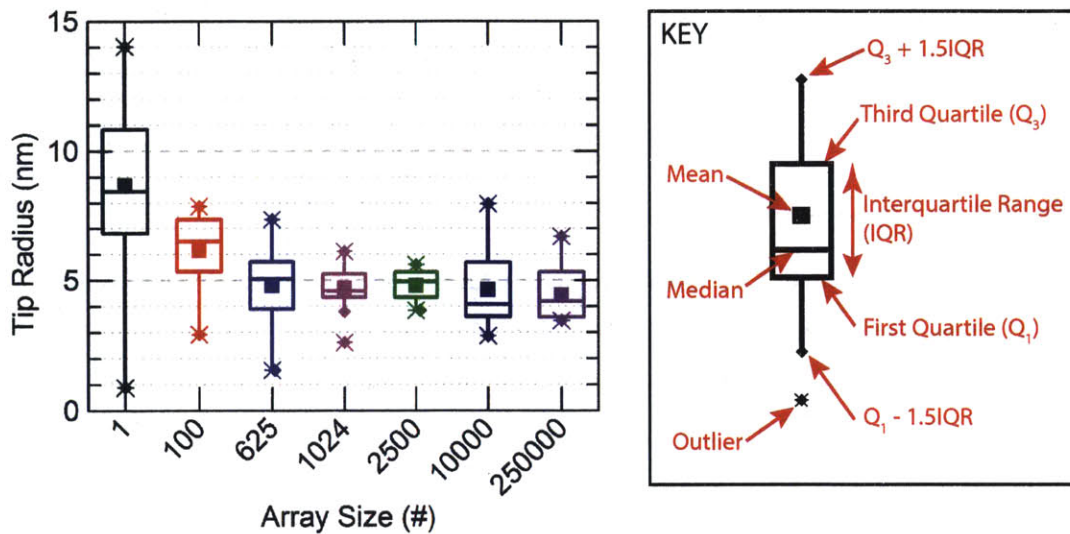 15
10
5
0
Tip Radius (nm)
1
100
625
1024
2500
10000
250000
Array Size (#)
KEY
Q₃ + 1.5IQR
Third Quartile (Q₃)
Mean
Interquartile Range
(IQR)
Median
First Quartile (Q₁)
Q₁ - 1.5IQR
Outlier